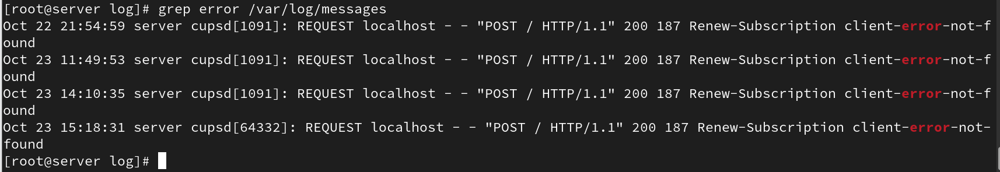 [root@server log]# grep error /var/log/messages
Oct 22 21:54:59 server cupsd[1091]: REQUEST localhost - - "POST / HTTP/1.1" 200 187 Renew-Subscription client-error-not-f
ound
Oct 23 11:49:53 server cupsd[1091]: REQUEST localhost - - "POST / HTTP/1.1" 200 187 Renew-Subscription client-error-not-f
ound
Oct 23 14:10:35 server cupsd[1091]: REQUEST localhost - - "POST / HTTP/1.1" 200 187 Renew-Subscription client-error-not-f
ound
Oct 23 15:18:31 server cupsd[64332]: REQUEST localhost - - "POST / HTTP/1.1" 200 187 Renew-Subscription client-error-not-
found
[root@server log]#